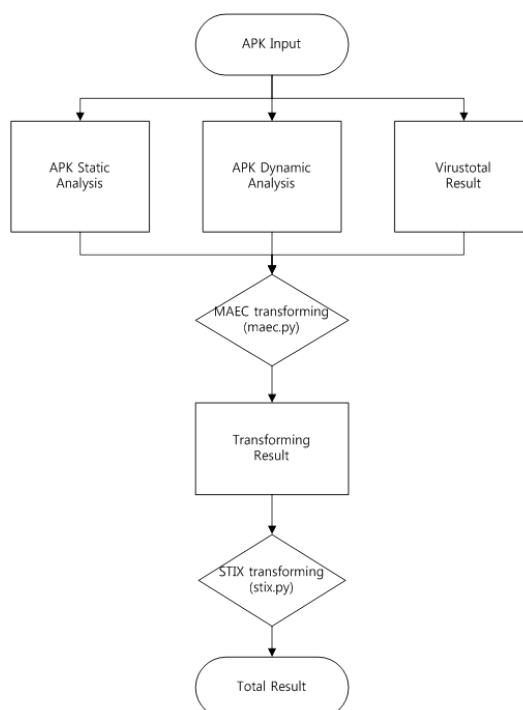 APK Input
APK Static
Analysis
APK Dynamic
Analysis
Virustotal
Result
MAEC transforming
(maec.py)
Transforming
Result
STIX transforming
(stix.py)
Total Result